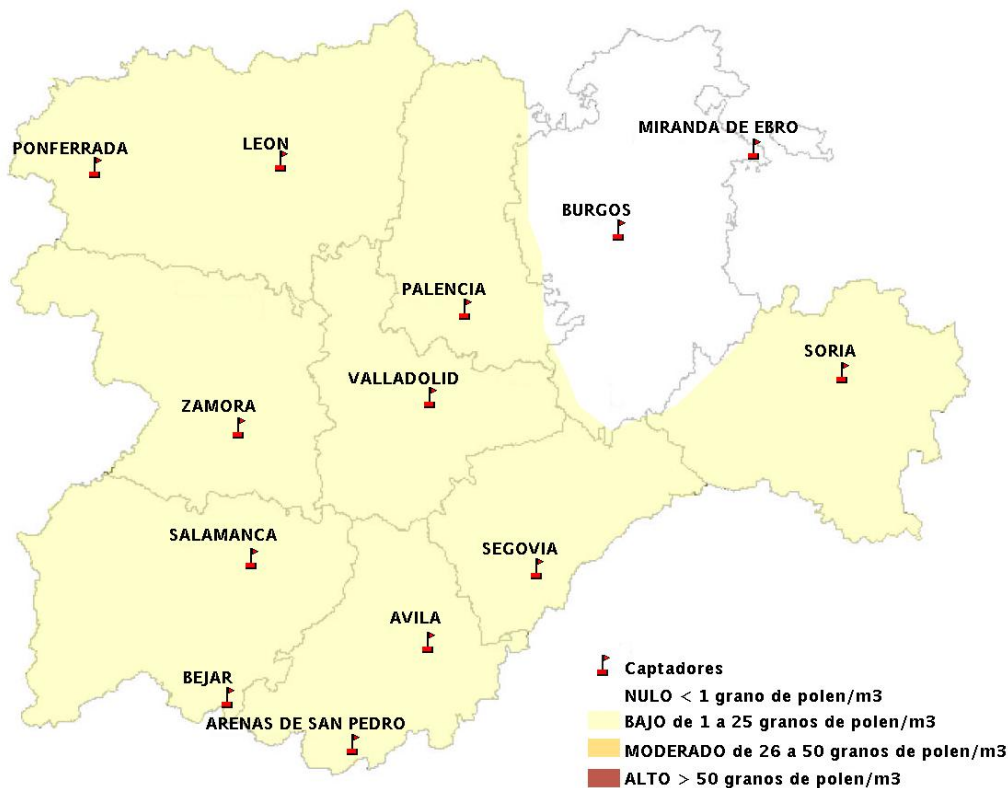 MIRANDA DE EBRO
PONFERRADA
LEON
BURGOS
PALENCIA
SORIA
VALLADOLID
ZAMORA
SALAMANCA
SEGOVIA
AVILA
BEJAR
ARENAS DE SAN PEDRO
Captadores
NULO < 1 grano de polen/m3
BAJO de 1 a 25 granos de polen/m3
MODERADO de 26 a 50 granos de polen/m3
ALTO > 50 granos de polen/m3